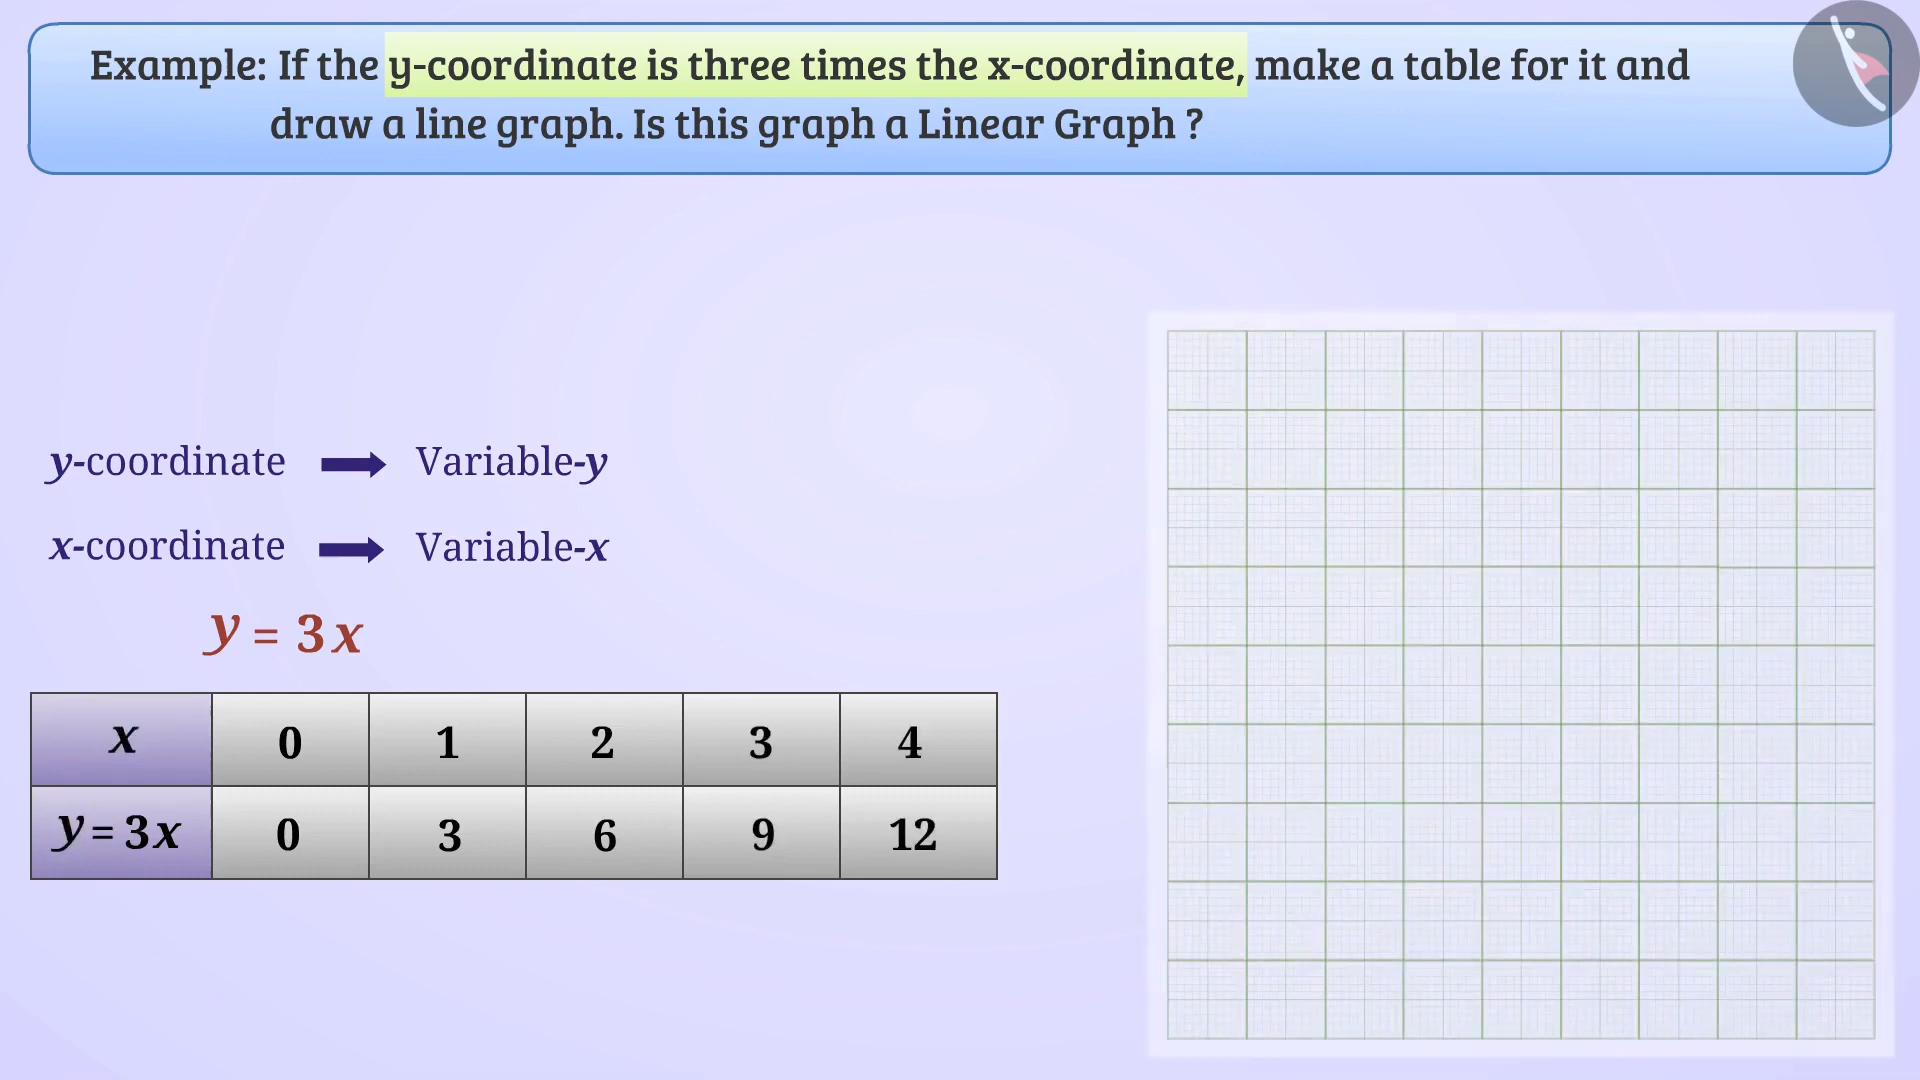 Example: If the y-coordinate is three times the x-coordinate, make a table for it and
draw a line graph. Is this graph a Linear Graph ?
y-coordinate Variable-y
x-coordinate Variable-x
y = 3x
x 0 1 2 3 4
y = 3x 0 3 6 9 12